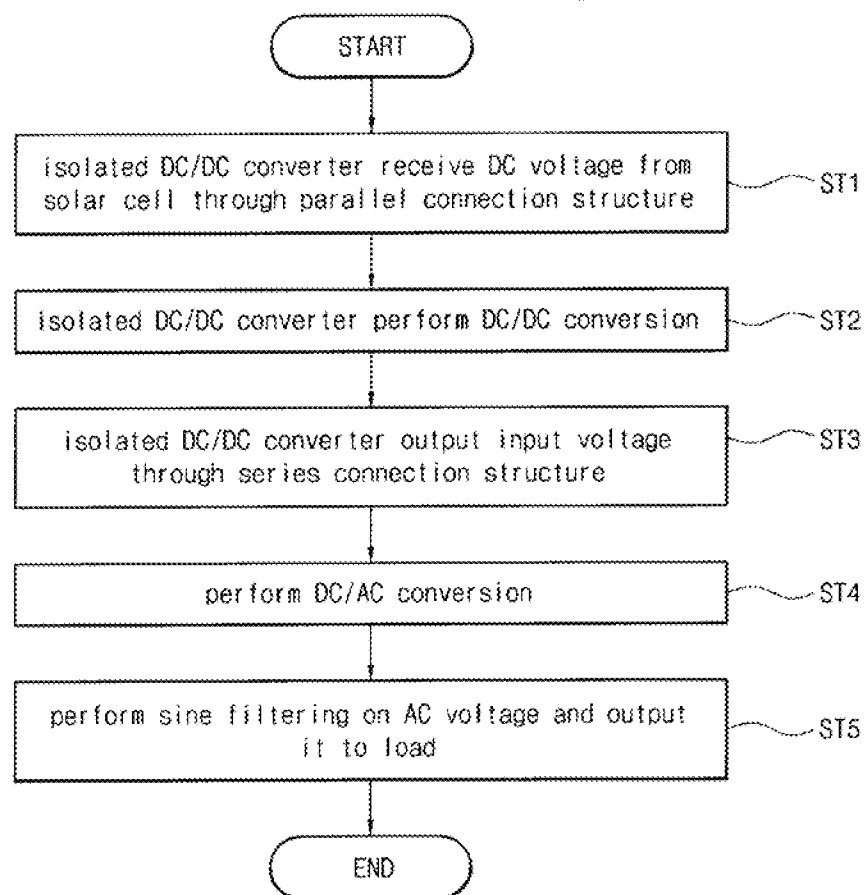 START
isolated DC/DC converter receive DC voltage from
solar cell through parallel connection structure
ST1
isolated DC/DC converter perform DC/DC conversion
ST2
isolated DC/DC converter output input voltage
through series connection structure
ST3
perform DC/AC conversion
ST4
perform sine filtering on AC voltage and output
it to load
ST5
END